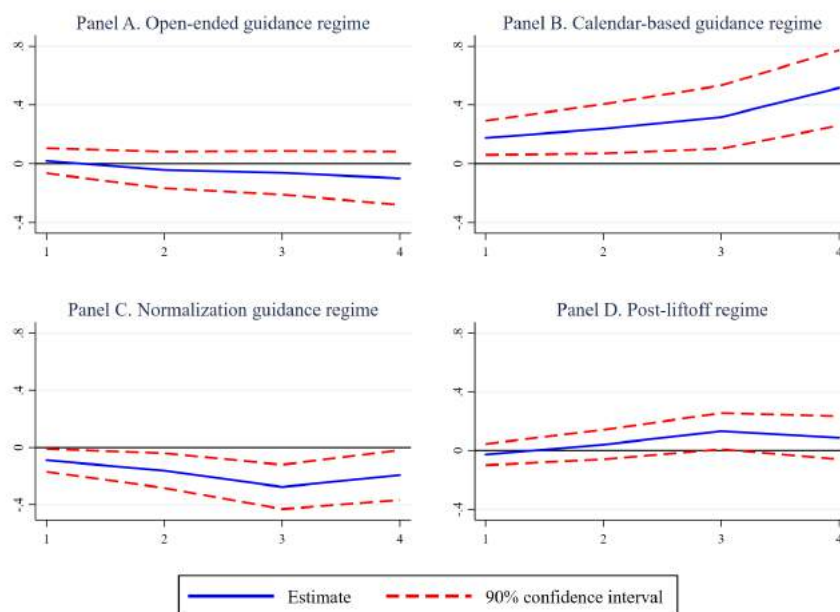 Panel A. Open-ended guidance regime
.8
.4
0
-.4
1 2 3 4
Panel B. Calendar-based guidance regime
.8
.4
0
-.4
1 2 3 4
Panel C. Normalization guidance regime
.8
.4
0
-.4
1 2 3 4
Panel D. Post-liftoff regime
.8
.4
0
-.4
1 2 3 4
Estimate 90% confidence interval